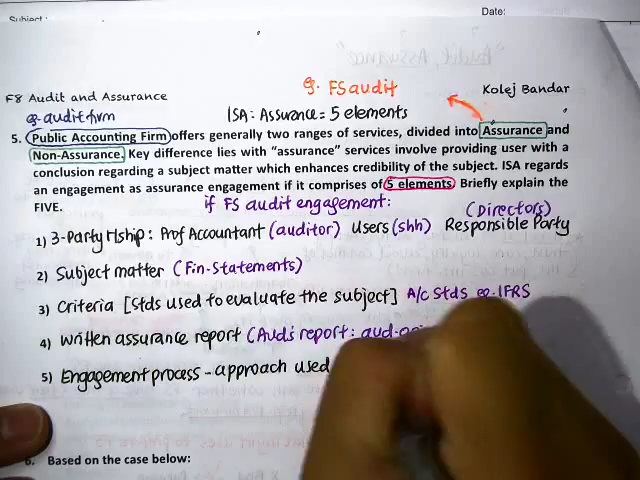 Subject:
Date:
eg. FS audit
F8 Audit and Assurance
Kolej Bandar
eg. audit firm
ISA: Assurance = 5 elements
5. Public Accounting Firm offers generally two ranges of services, divided into Assurance and
Non-Assurance. Key difference lies with "assurance" services involve providing user with a
conclusion regarding a subject matter which enhances credibility of the subject. ISA regards
an engagement as assurance engagement if it comprises of 5 elements. Briefly explain the
FIVE.
if FS audit engagement:
(Directors)
1) 3-Party r/ship: Prof Accountant (auditor) Users (shh) Responsible Party
2) Subject matter (Fin-Statements)
3) Criteria [stds used to evaluate the subject] A/c Stds eg. IFRS
4) Written assurance report (Aud's report: aud-
5) Engagement process - approach used
6. Based on the case below: